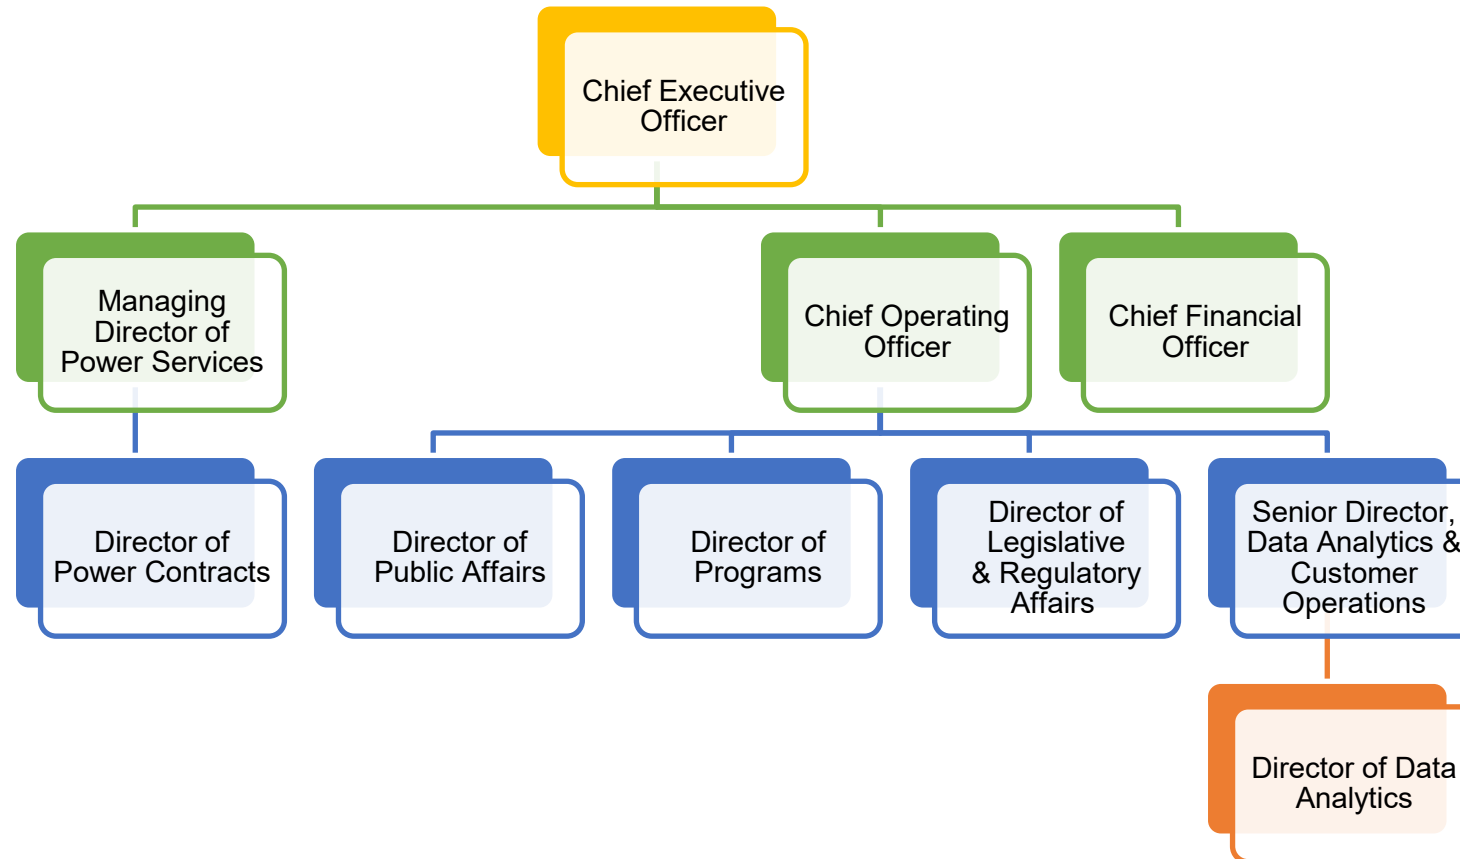 Chief Executive
Officer
Managing
Director of
Power Services
Chief Operating
Officer
Chief Financial
Officer
Director of
Power Contracts
Director of
Public Affairs
Director of
Programs
Director of
Legislative
& Regulatory
Affairs
Senior Director,
Data Analytics &
Customer
Operations
Director of Data
Analytics